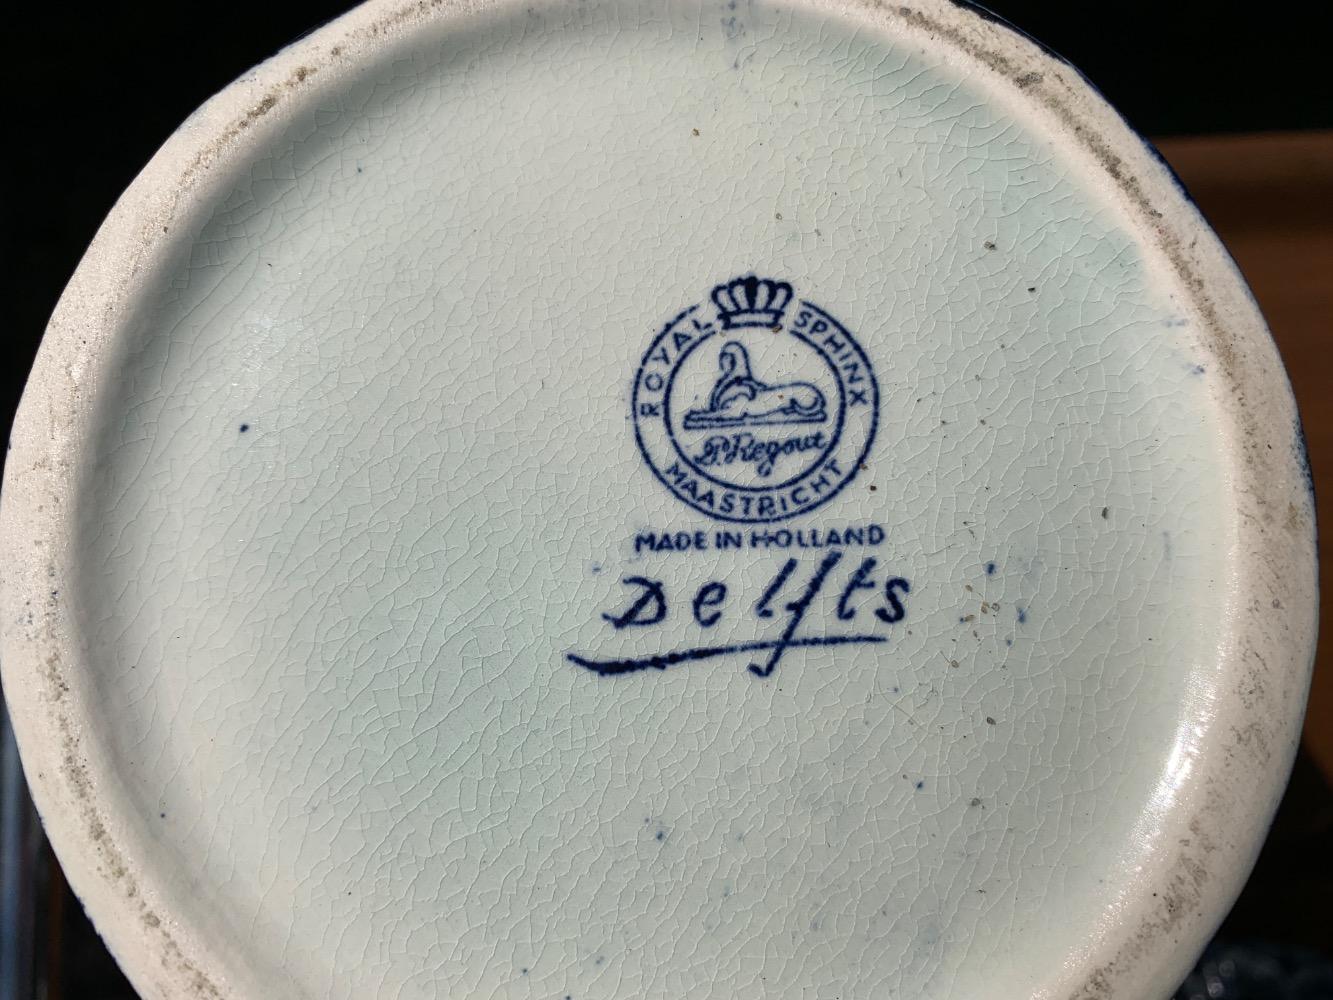 ROYAL SPHINX
P. Regout
MAASTRICHT
MADE IN HOLLAND
Delfts